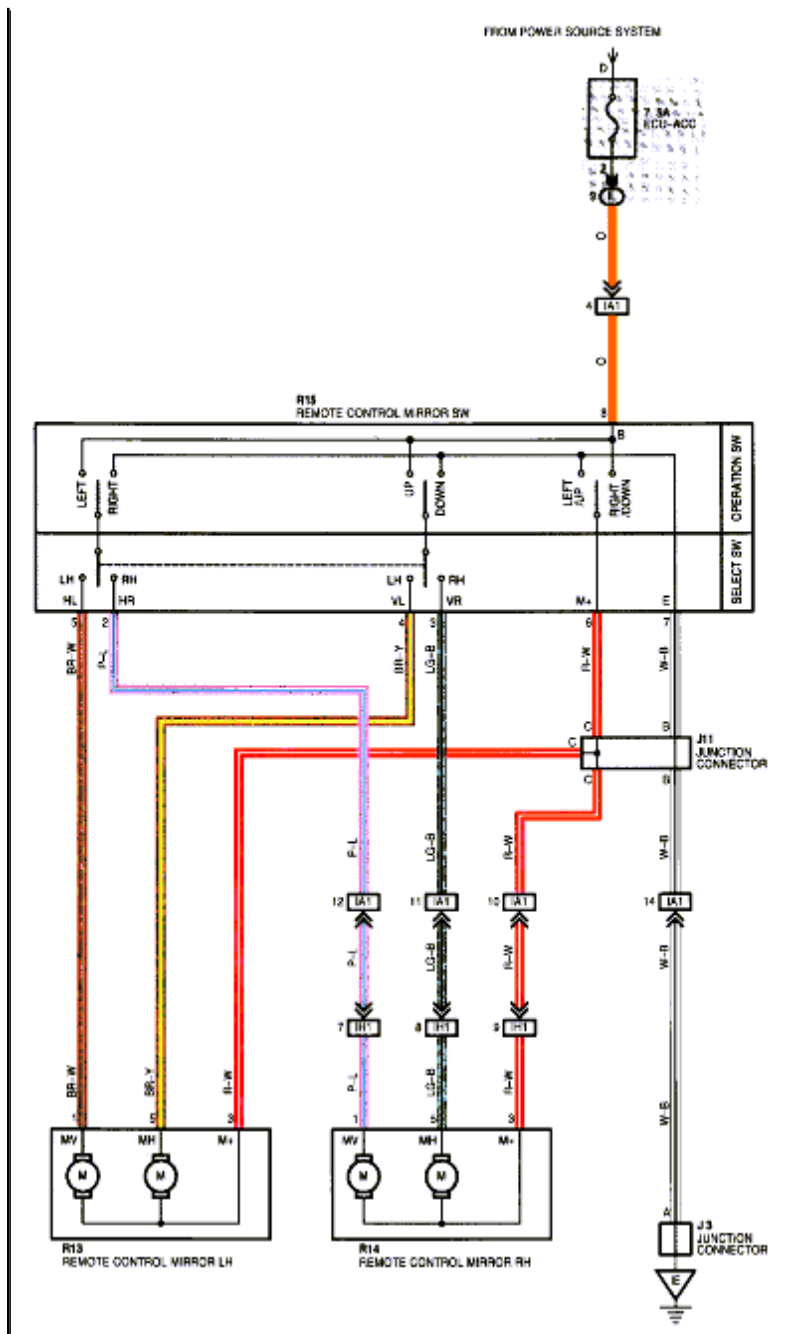 FROM POWER SOURCE SYSTEM
D
7.5A
ECU-ACC
2
9
O
4 IA1
O
R15
REMOTE CONTROL MIRROR SW
8
B
LEFT
RIGHT
UP
DOWN
LEFT
/UP
RIGHT
/DOWN
OPERATION SW
LH
RH
LH
RH
SELECT SW
HL
HR
VL
VR
M+
E
5
2
4
3
6
7
BR-W
P-L
BR-Y
LG-B
R-W
W-B
C
B
C
J11
JUNCTION
CONNECTOR
C
B
P-L
LG-B
R-W
W-B
12 IA1
11 IA1
10 IA1
14 IA1
P-L
LG-B
R-W
W-B
7 IH1
8 IH1
9 IH1
BR-W
BR-Y
R-W
P-L
LG-B
R-W
W-B
1
5
3
1
5
3
MV
MH
M+
MV
MH
M+
M
M
M
M
A
J3
JUNCTION
CONNECTOR
R13
REMOTE CONTROL MIRROR LH
R14
REMOTE CONTROL MIRROR RH
E